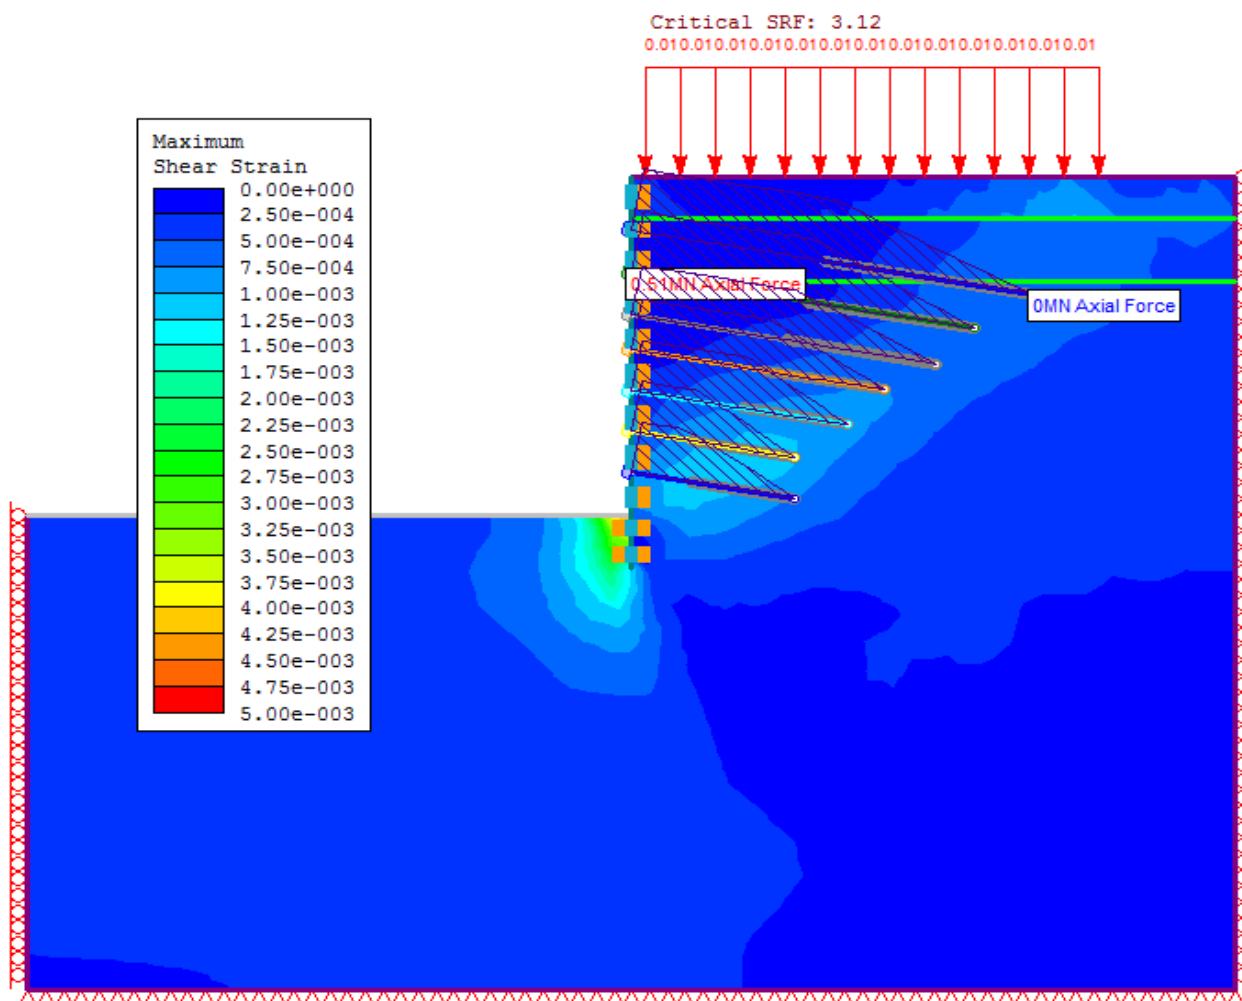 Critical SRF: 3.12
0.010.010.010.010.010.010.010.010.010.010.010.010.01
Maximum
Shear Strain
0.00e+000
2.50e-004
5.00e-004
7.50e-004
1.00e-003
1.25e-003
1.50e-003
1.75e-003
2.00e-003
2.25e-003
2.50e-003
2.75e-003
3.00e-003
3.25e-003
3.50e-003
3.75e-003
4.00e-003
4.25e-003
4.50e-003
4.75e-003
5.00e-003
0.51MN Axial Force
0MN Axial Force